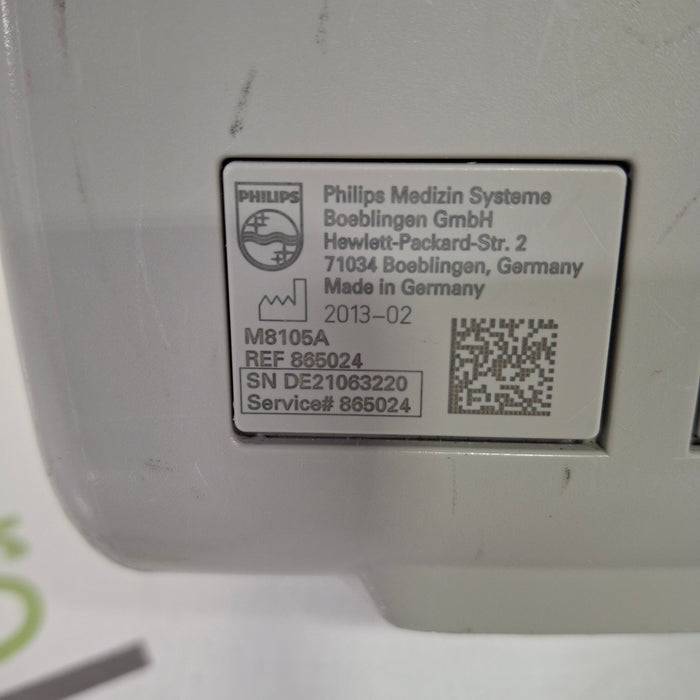 PHILIPS
Philips Medizin Systeme
Boeblingen GmbH
Hewlett-Packard-Str. 2
71034 Boeblingen, Germany
Made in Germany
2013-02
M8105A
REF 865024
SN DE21063220
Service# 865024